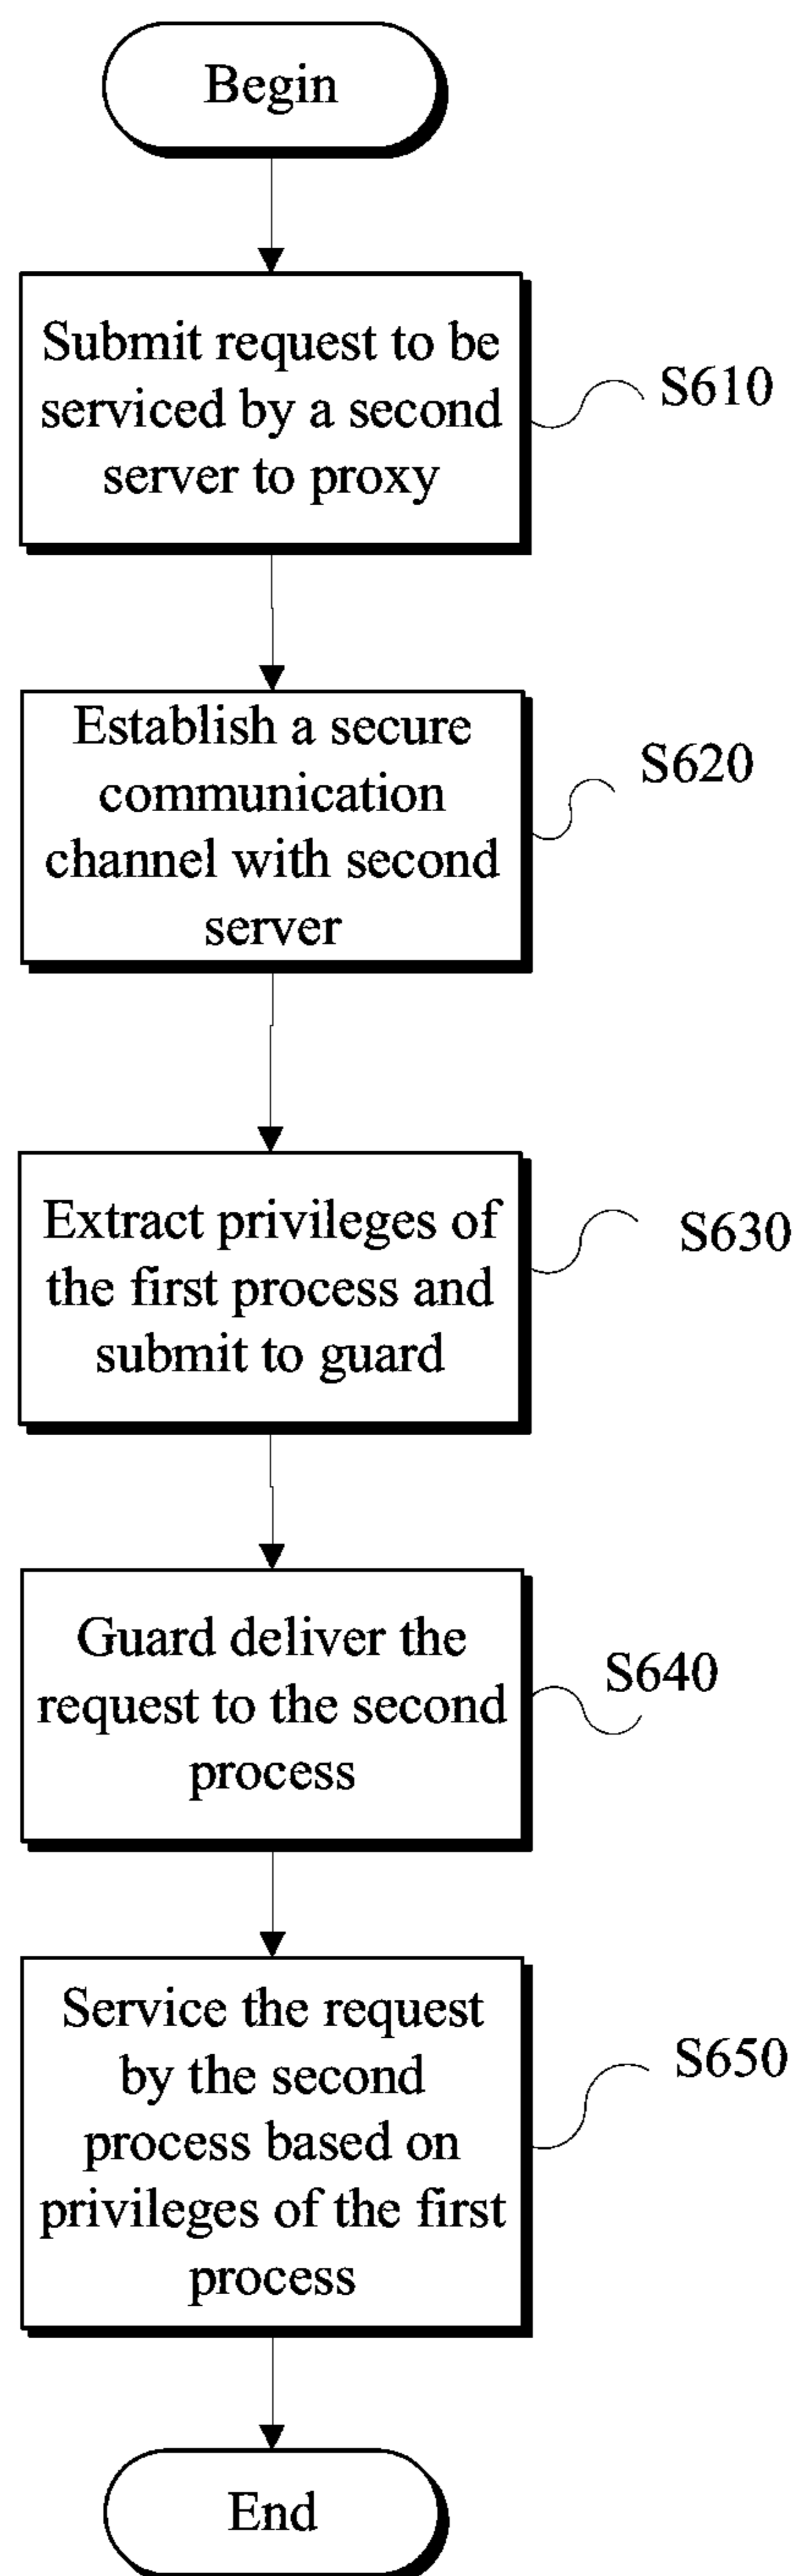 Begin
Submit request to be
serviced by a second
server to proxy
S610
Establish a secure
communication
channel with second
server
S620
Extract privileges of
the first process and
submit to guard
S630
Guard deliver the
request to the second
process
S640
Service the request
by the second
process based on
privileges of the first
process
S650
End